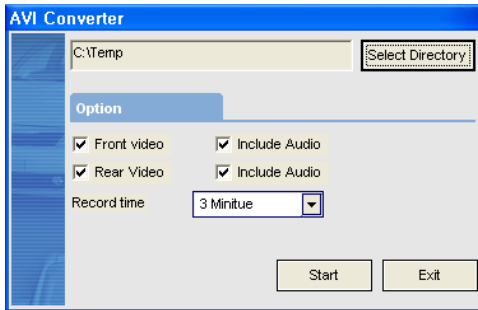 AVI Converter
C:\Temp Select Directory
Option
Front video Include Audio
Rear Video Include Audio
Record time 3 Minitue
Start Exit